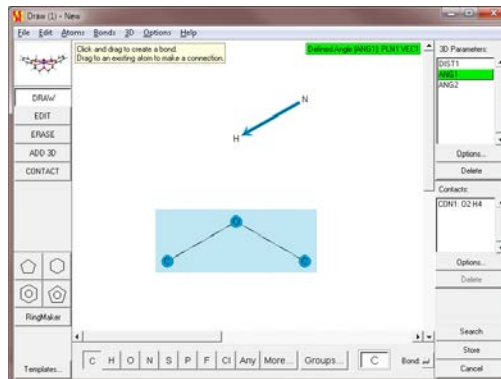 Draw (1) - New
File Edit Atoms Bonds 3D Options Help
Click and drag to create a bond.
Drag to an existing atom to make a connection.
Defined Angle [ANG1]: PLN1 VEC1
3D Parameters:
DIST1
ANG1
ANG2
Options...
Delete
Contacts:
CON1: O2 H4
Options...
Delete
Search
Store
Cancel
DRAW
EDIT
ERASE
ADD 3D
CONTACT
RingMaker
Templates...
N
H
C H O N S P F Cl Any More... Groups... C Bond: